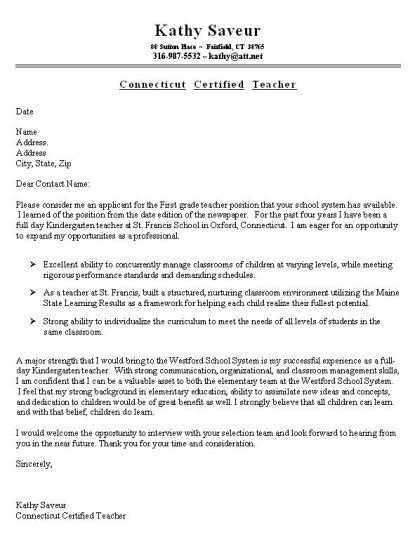 Kathy Saveur
80 Sutton Place ~ Fairfield, CT 30765
316-987-5532 ~ kathy@att.net
Connecticut Certified Teacher
Date
Name
Address.
Address
City, State, Zip
Dear Contact Name:
Please consider me an applicant for the First grade teacher position that your school system has available.
I learned of the position from the date edition of the newspaper. For the past four years I have been a
full day Kindergarten teacher at St. Francis School in Oxford, Connecticut. I am eager for an opportunity
to expand my opportunities as a professional.
➢ Excellent ability to concurrently manage classrooms of children at varying levels, while meeting
rigorous performance standards and demanding schedules.
➢ As a teacher at St. Francis, built a structured, nurturing classroom environment utilizing the Maine
State Learning Results as a framework for helping each child realize their fullest potential.
➢ Strong ability to individualize the curriculum to meet the needs of all levels of students in the
same classroom.
A major strength that I would bring to the Westford School System is my successful experience as a full-
day Kindergarten teacher. With strong communication, organizational, and classroom management skills,
I am confident that I can be a valuable asset to both the elementary team at the Westford School System.
I feel that my strong background in elementary education, ability to assimilate new ideas and concepts,
and dedication to children would be of great benefit as well. I strongly believe that all children can learn
and with that belief, children do learn.
I would welcome the opportunity to interview with your selection team and look forward to hearing from
you in the near future. Thank you for your time and consideration.
Sincerely,
Kathy Saveur
Connecticut Certified Teacher